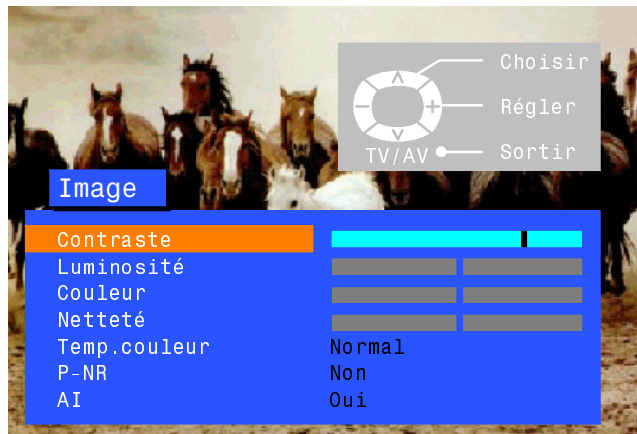 Choisir
Régler
TV/AV Sortir
Image
Contraste
Luminosité
Couleur
Netteté
Temp.couleur Normal
P-NR Non
AI Oui